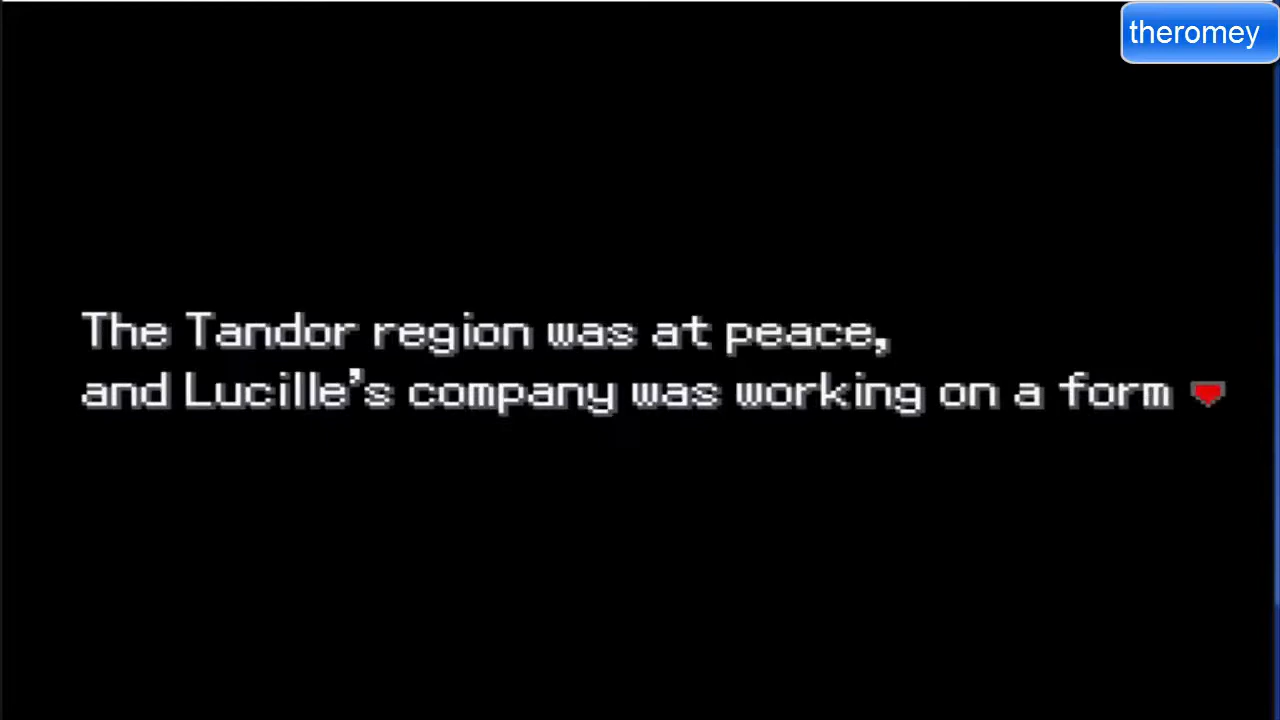 theromey
The Tandor region was at peace,
and Lucille's company was working on a form